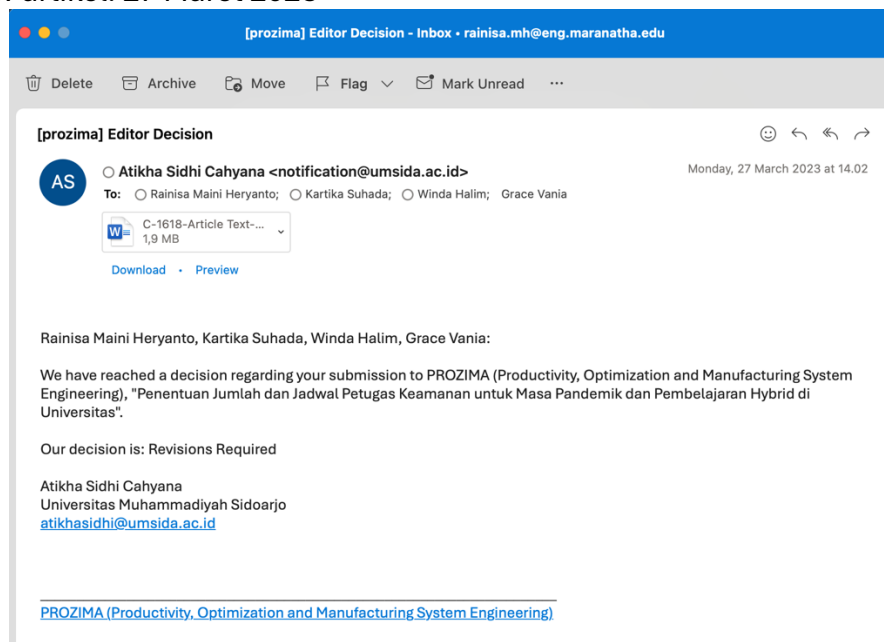 [prozima] Editor Decision - Inbox • rainisa.mh@eng.maranatha.edu
Delete Archive Move Flag Mark Unread ...
[prozima] Editor Decision
AS
Atikha Sidhi Cahyana <notification@umsida.ac.id>
Monday, 27 March 2023 at 14.02
To: Rainisa Maini Heryanto; Kartika Suhada; Winda Halim; Grace Vania
W
C-1618-Article Text-...
1,9 MB
Download • Preview
Rainisa Maini Heryanto, Kartika Suhada, Winda Halim, Grace Vania:
We have reached a decision regarding your submission to PROZIMA (Productivity, Optimization and Manufacturing System
Engineering), "Penentuan Jumlah dan Jadwal Petugas Keamanan untuk Masa Pandemik dan Pembelajaran Hybrid di
Universitas".
Our decision is: Revisions Required
Atikha Sidhi Cahyana
Universitas Muhammadiyah Sidoarjo
atikhasidhi@umsida.ac.id
PROZIMA (Productivity, Optimization and Manufacturing System Engineering)